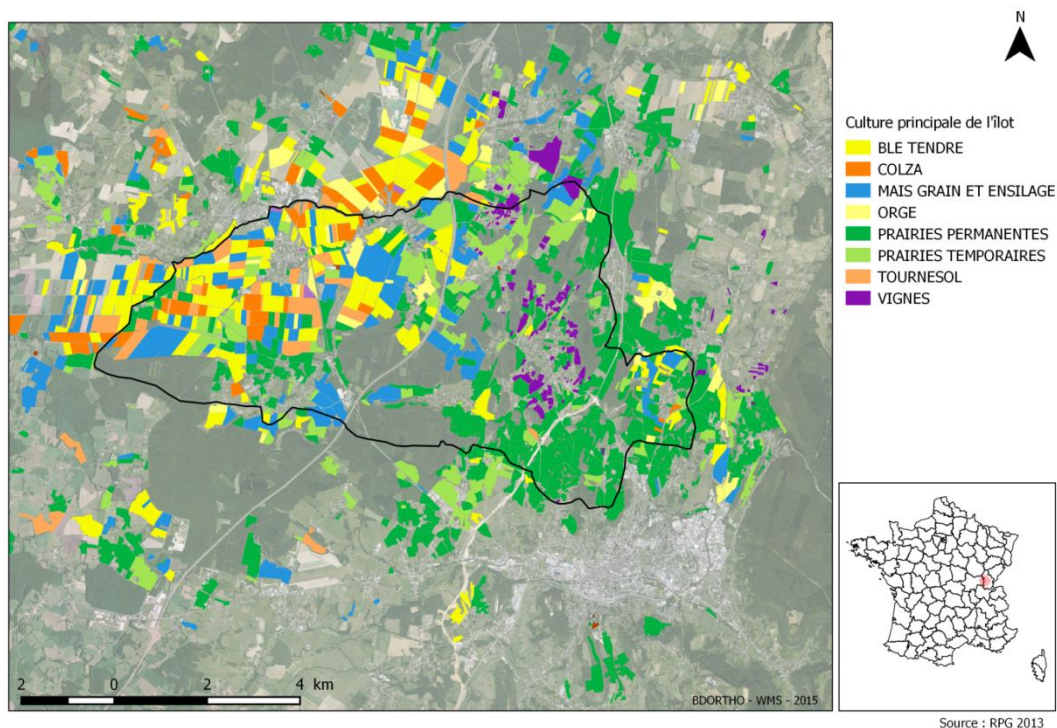 N
Culture principale de l'îlot
BLE TENDRE
COLZA
MAIS GRAIN ET ENSILAGE
ORGE
PRAIRIES PERMANENTES
PRAIRIES TEMPORAIRES
TOURNESOL
VIGNES
2 0 2 4 km
BDORTHO - WMS - 2015
Source : RPG 2013